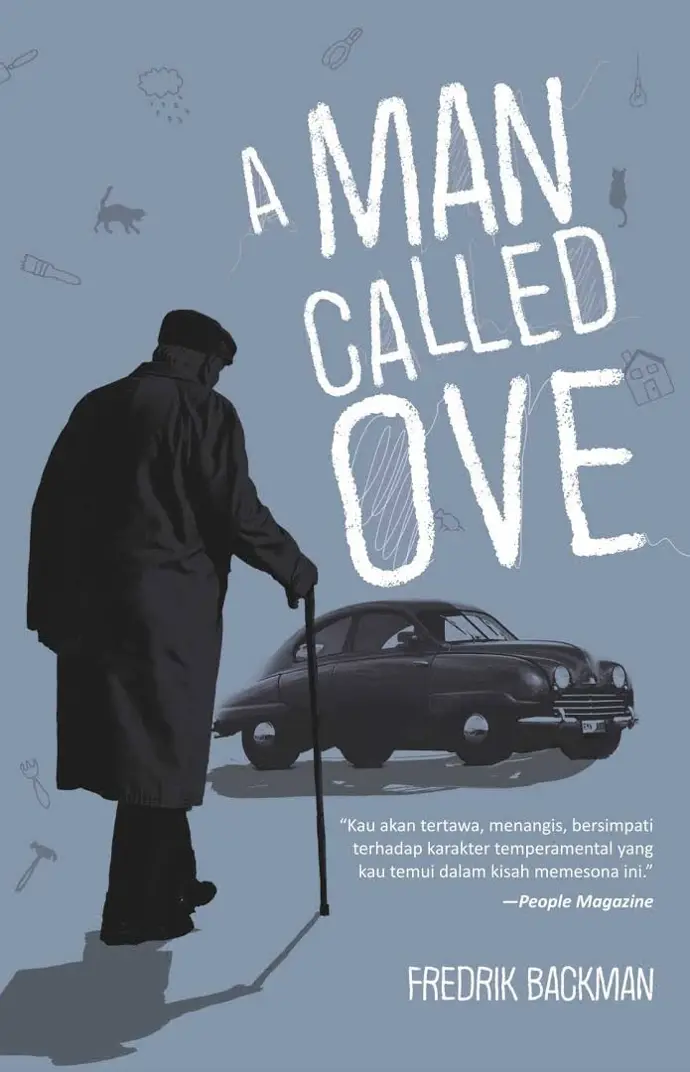 A MAN
CALLED
OVE
“Kau akan tertawa, menangis, bersimpati
terhadap karakter temperamental yang
kau temui dalam kisah memesona ini.”
—People Magazine
FREDRIK BACKMAN